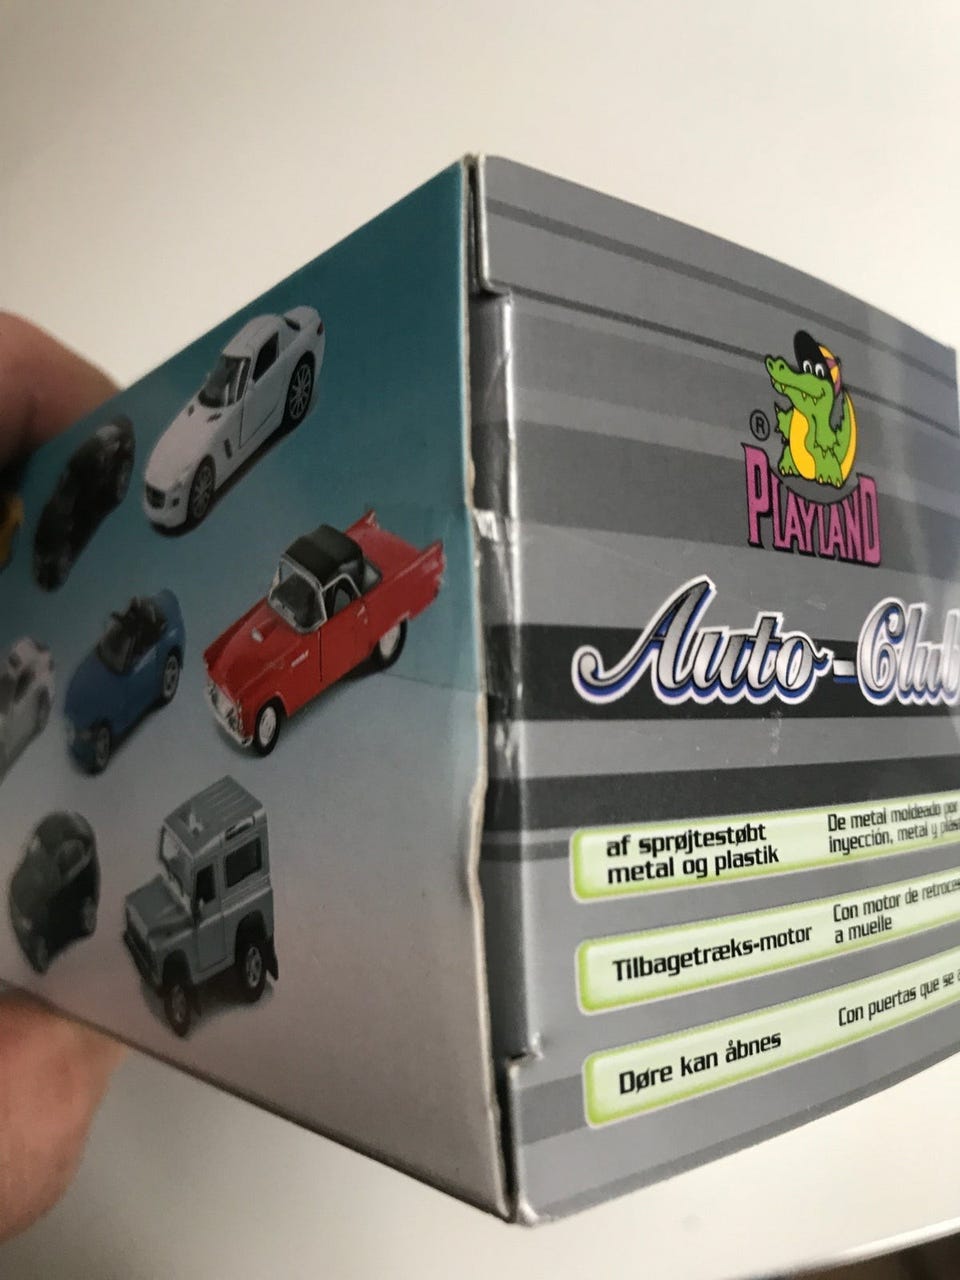 ®
PLAYLAND
Auto-Club
af sprøjtestøbt
metal og plastik
De metal moldeado por
inyección, metal y
Tilbagetræks-motor
Con motor de
a muelle
Døre kan åbnes
Con puertas que se